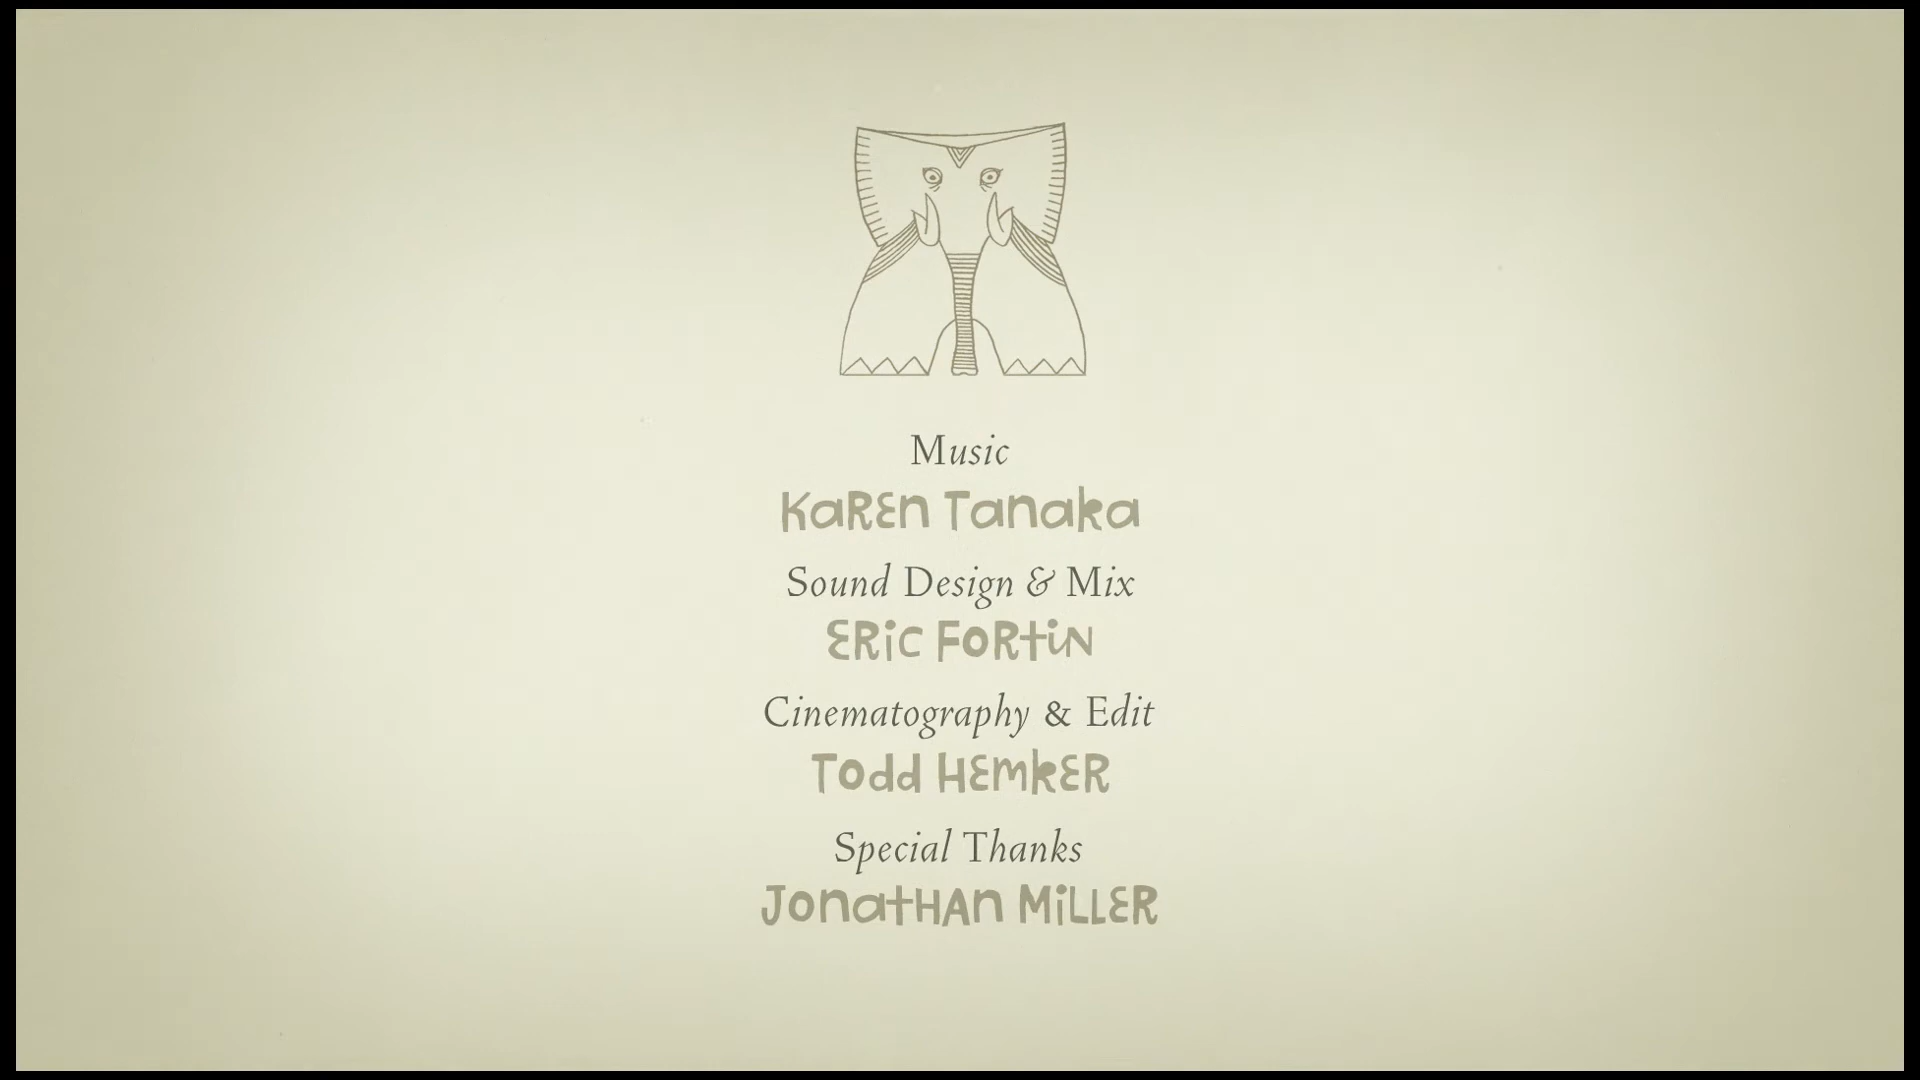 Music
Karen Tanaka
Sound Design & Mix
Eric Fortin
Cinematography & Edit
Todd Hemker
Special Thanks
Jonathan Miller